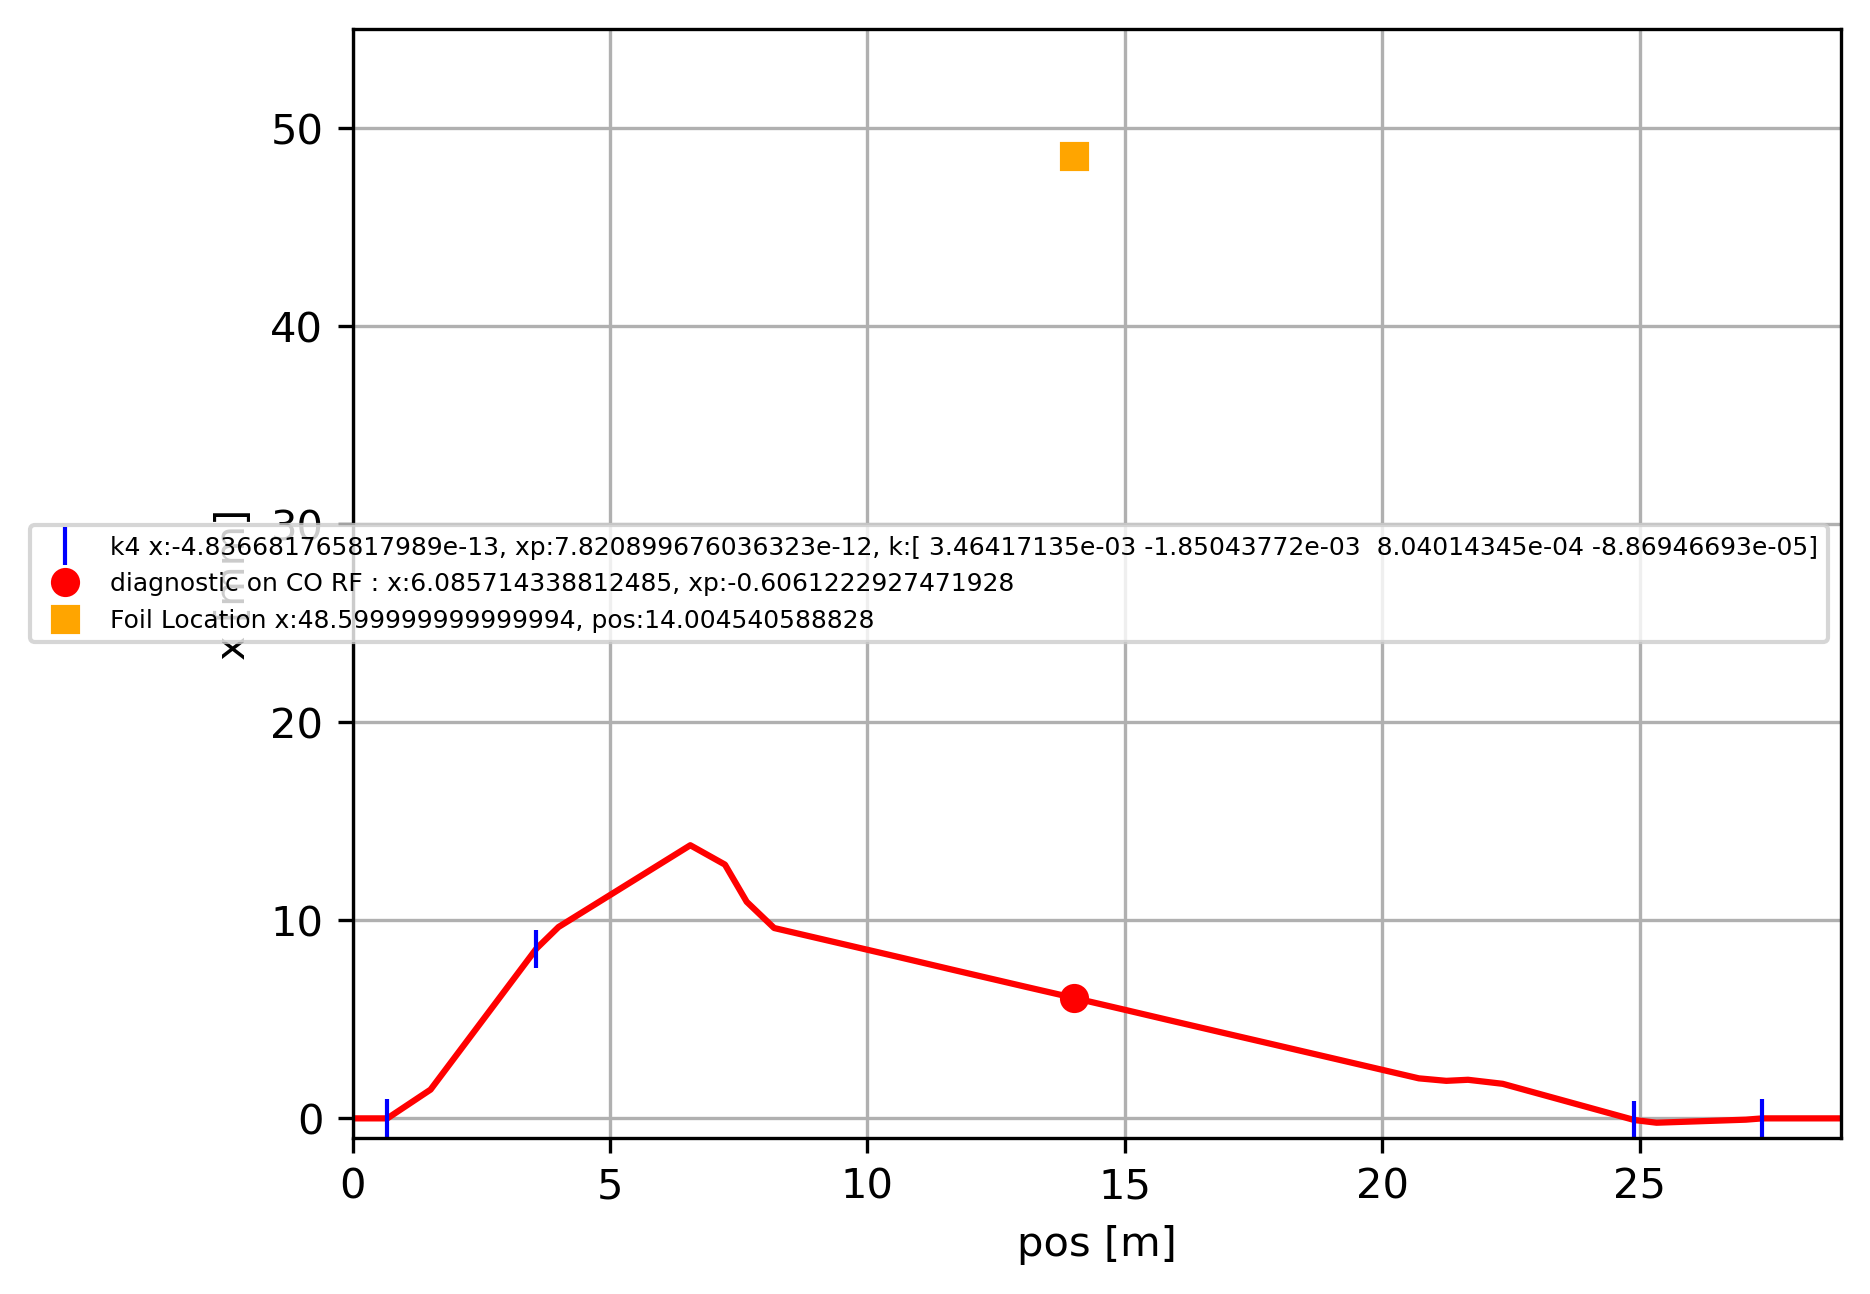 50
40
30
20
10
0
x [mm]
k4 x:-4.836681765817989e-13, xp:7.820899676036323e-12, k:[ 3.46417135e-03 -1.85043772e-03  8.04014345e-04 -8.86946693e-05]
diagnostic on CO RF : x:6.085714338812485, xp:-0.6061222927471928
Foil Location x:48.599999999999994, pos:14.004540588828
0 5 10 15 20 25
pos [m]